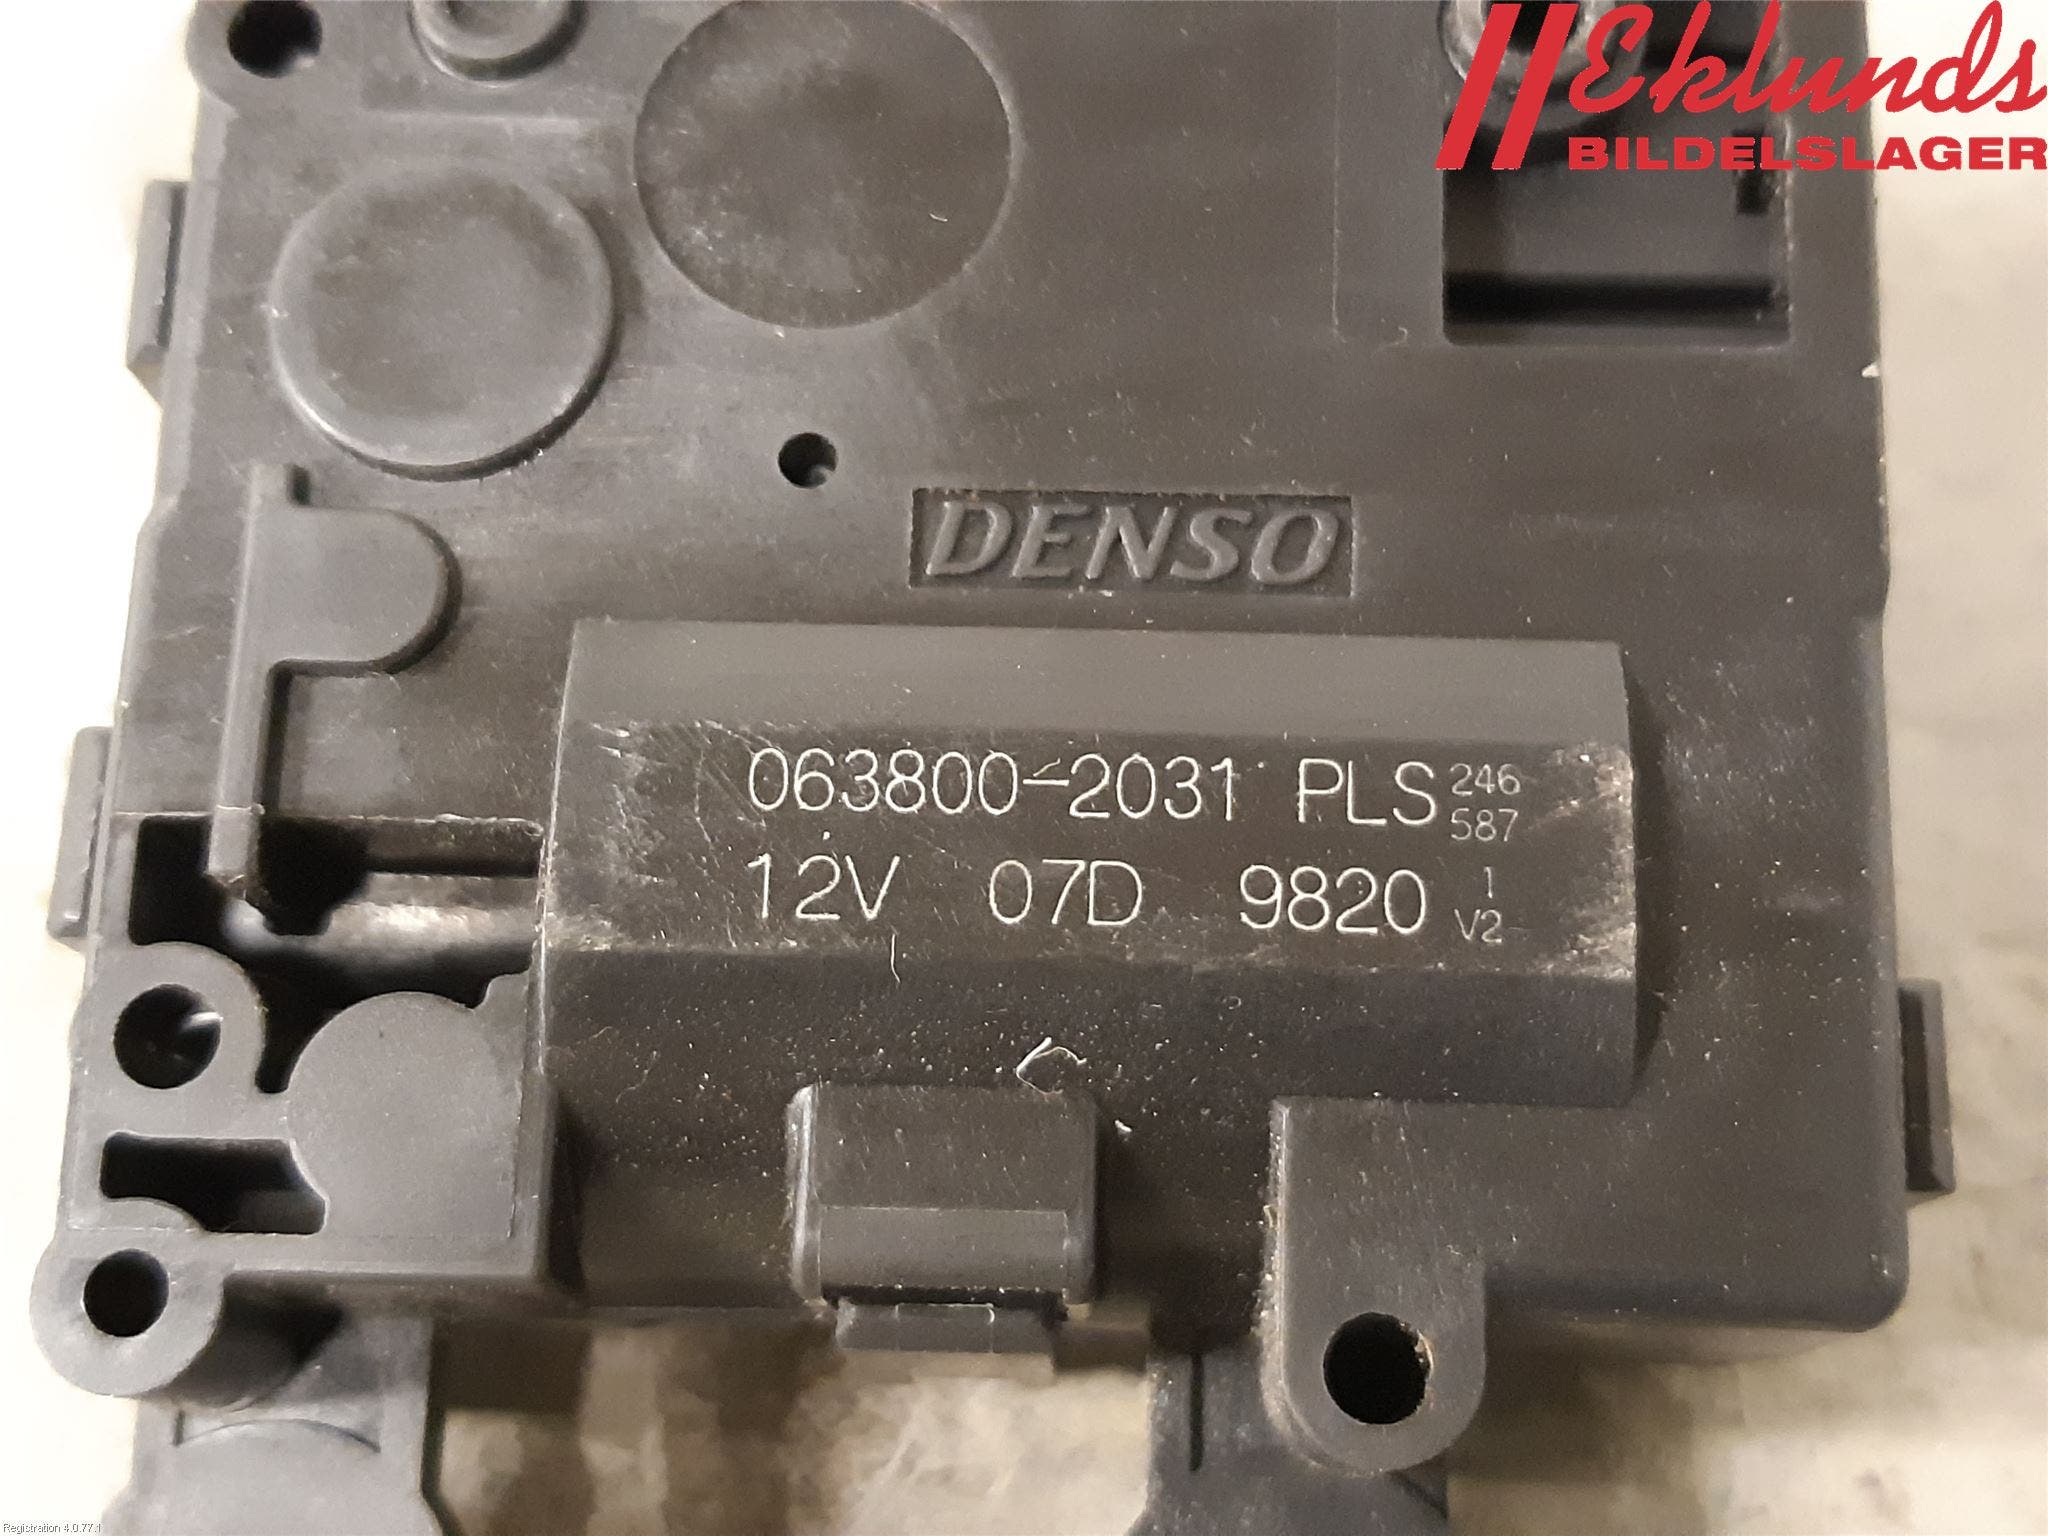 Eklunds
BILDELSLAGER
DENSO
063800-2031 PLS 246
587
12V 07D 9820 1
V2
Registration 4.0.77.1